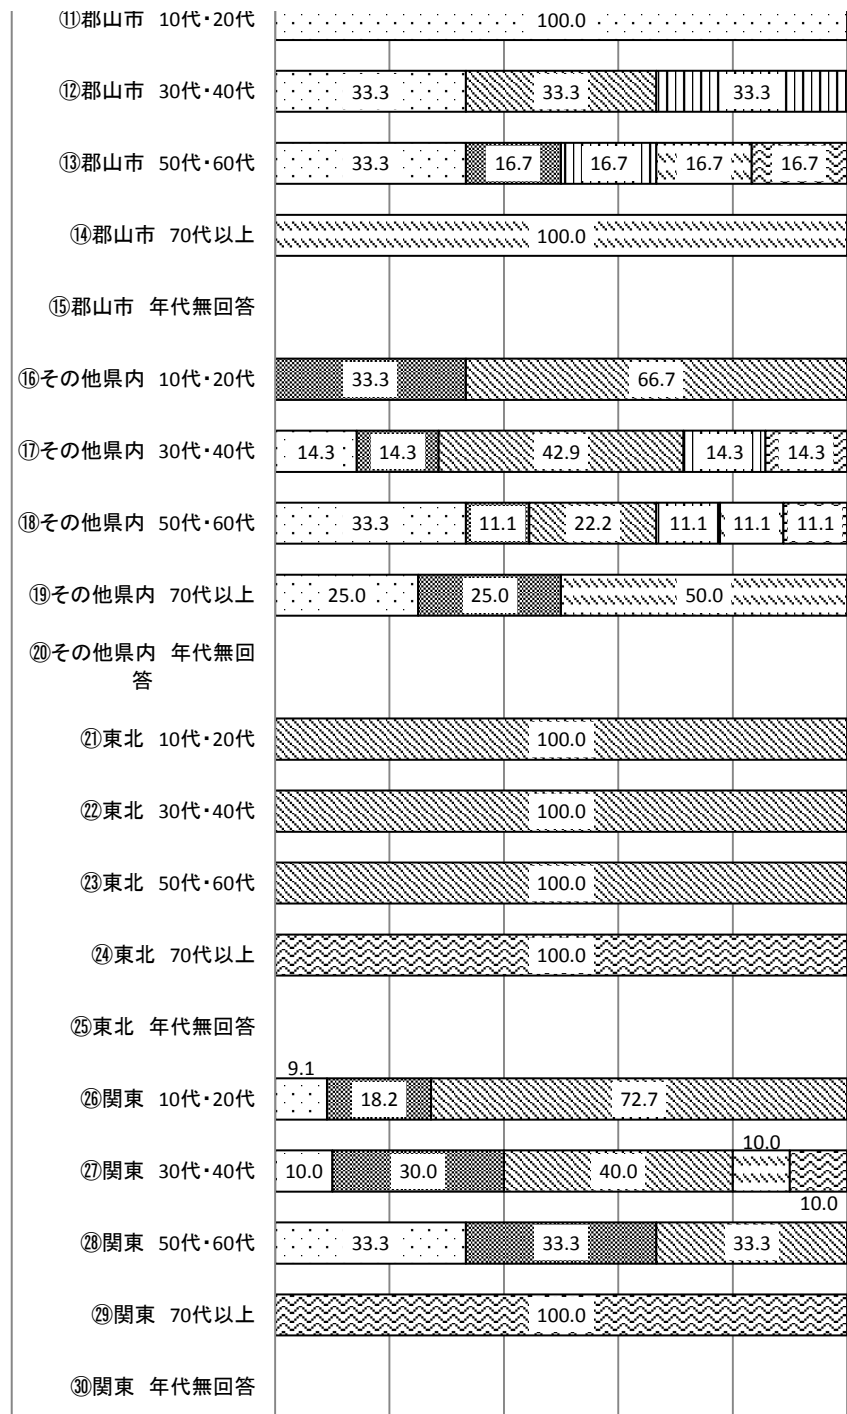 ⑪郡山市 10代・20代 100.0
⑫郡山市 30代・40代 33.3 33.3 33.3
⑬郡山市 50代・60代 33.3 16.7 16.7 16.7 16.7
⑭郡山市 70代以上 100.0
⑮郡山市 年代無回答
⑯その他県内 10代・20代 33.3 66.7
⑰その他県内 30代・40代 14.3 14.3 42.9 14.3 14.3
⑱その他県内 50代・60代 33.3 11.1 22.2 11.1 11.1 11.1
⑲その他県内 70代以上 25.0 25.0 50.0
⑳その他県内 年代無回
答
㉑東北 10代・20代 100.0
㉒東北 30代・40代 100.0
㉓東北 50代・60代 100.0
㉔東北 70代以上 100.0
㉕東北 年代無回答
9.1
㉖関東 10代・20代 18.2 72.7
10.0
㉗関東 30代・40代 10.0 30.0 40.0
10.0
㉘関東 50代・60代 33.3 33.3 33.3
㉙関東 70代以上 100.0
㉚関東 年代無回答